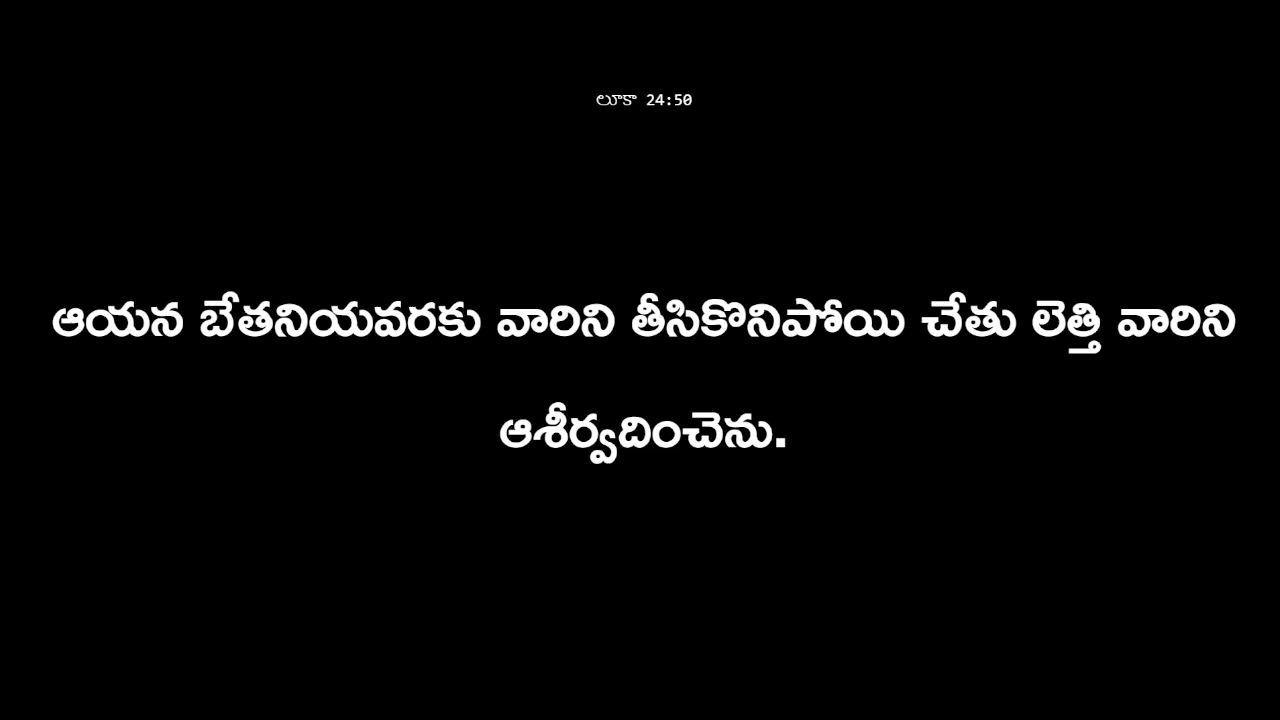 లూకా 24:50
ఆయన బేతనియవరకు వారిని తీసికొనిపోయి చేతు లెత్తి వారిని
ఆశీర్వదించెను.